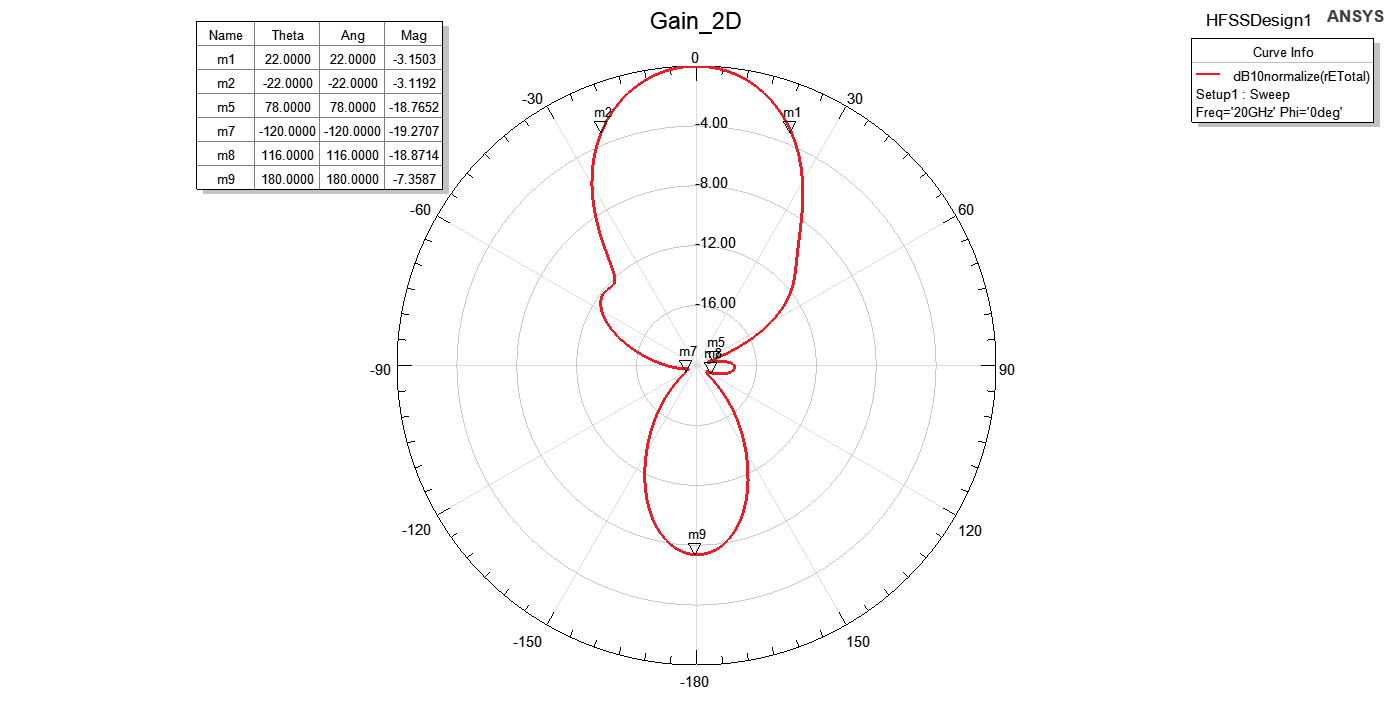 Gain_2D
HFSSDesign1
ANSYS
Name Theta Ang Mag
m1 22.0000 22.0000 -3.1503
m2 -22.0000 -22.0000 -3.1192
m5 78.0000 78.0000 -18.7652
m7 -120.0000 -120.0000 -19.2707
m8 116.0000 116.0000 -18.8714
m9 180.0000 180.0000 -7.3587
Curve Info
dB10normalize(rETotal)
Setup1 : Sweep
Freq='20GHz' Phi='0deg'
0
-30
30
m2
m1
-4.00
-8.00
-60
60
-12.00
-16.00
m5
m7
-90
90
-120
120
m9
-150
150
-180